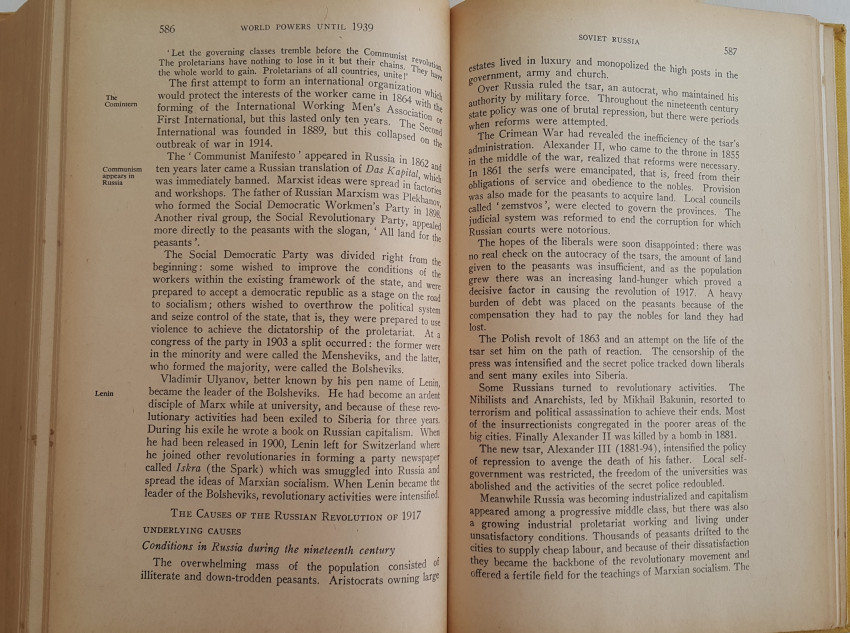 586 WORLD POWERS UNTIL 1939
‘Let the governing classes tremble before the Communist revolution.
The proletarians have nothing to lose in it but their chains. They have
the whole world to gain. Proletarians of all countries, unite!’
The first attempt to form an international organization which
The
Comintern
would protect the interests of the worker came in 1864 with the
forming of the International Working Men's Association or
First International, but this lasted only ten years. The Second
International was founded in 1889, but this collapsed on the
outbreak of war in 1914.
The ‘Communist Manifesto’ appeared in Russia in 1862 and
Communism
appears in
Russia
ten years later came a Russian translation of Das Kapital, which
was immediately banned. Marxist ideas were spread in factories
and workshops. The father of Russian Marxism was Plekhanov,
who formed the Social Democratic Workmen's Party in 1898.
Another rival group, the Social Revolutionary Party, appealed
more directly to the peasants with the slogan, ‘All land for the
peasants’.
The Social Democratic Party was divided right from the
beginning: some wished to improve the conditions of the
workers within the existing framework of the state, and were
prepared to accept a democratic republic as a stage on the road
to socialism; others wished to overthrow the political system
and seize control of the state, that is, they were prepared to use
violence to achieve the dictatorship of the proletariat. At a
congress of the party in 1903 a split occurred: the former were
in the minority and were called the Mensheviks, and the latter,
who formed the majority, were called the Bolsheviks.
Vladimir Ulyanov, better known by his pen name of Lenin,
Lenin
became the leader of the Bolsheviks. He had become an ardent
disciple of Marx while at university, and because of these revo-
lutionary activities had been exiled to Siberia for three years.
During his exile he wrote a book on Russian capitalism. When
he had been released in 1900, Lenin left for Switzerland where
he joined other revolutionaries in forming a party newspaper
called Iskra (the Spark) which was smuggled into Russia and
spread the ideas of Marxian socialism. When Lenin became the
leader of the Bolsheviks, revolutionary activities were intensified.
THE CAUSES OF THE RUSSIAN REVOLUTION OF 1917
UNDERLYING CAUSES
Conditions in Russia during the nineteenth century
The overwhelming mass of the population consisted of
illiterate and down-trodden peasants. Aristocrats owning large
SOVIET RUSSIA 587
estates lived in luxury and monopolized the high posts in the
government, army and church.
Over Russia ruled the tsar, an autocrat, who maintained his
authority by military force. Throughout the nineteenth century
state policy was one of brutal repression, but there were periods
when reforms were attempted.
The Crimean War had revealed the inefficiency of the tsar's
administration. Alexander II, who came to the throne in 1855
in the middle of the war, realized that reforms were necessary.
In 1861 the serfs were emancipated, that is, freed from their
obligations of service and obedience to the nobles. Provision
was also made for the peasants to acquire land. Local councils
called ‘zemstvos’, were elected to govern the provinces. The
judicial system was reformed to end the corruption for which
Russian courts were notorious.
The hopes of the liberals were soon disappointed: there was
no real check on the autocracy of the tsars, the amount of land
given to the peasants was insufficient, and as the population
grew there was an increasing land-hunger which proved a
decisive factor in causing the revolution of 1917. A heavy
burden of debt was placed on the peasants because of the
compensation they had to pay the nobles for land they had
lost.
The Polish revolt of 1863 and an attempt on the life of the
tsar set him on the path of reaction. The censorship of the
press was intensified and the secret police tracked down liberals
and sent many exiles into Siberia.
Some Russians turned to revolutionary activities. The
Nihilists and Anarchists, led by Mikhail Bakunin, resorted to
terrorism and political assassination to achieve their ends. Most
of the insurrectionists congregated in the poorer areas of the
big cities. Finally Alexander II was killed by a bomb in 1881.
The new tsar, Alexander III (1881-94), intensified the policy
of repression to avenge the death of his father. Local self-
government was restricted, the freedom of the universities was
abolished and the activities of the secret police redoubled.
Meanwhile Russia was becoming industrialized and capitalism
appeared among a progressive middle class, but there was also
a growing industrial proletariat working and living under
unsatisfactory conditions. Thousands of peasants drifted to the
cities to supply cheap labour, and because of their dissatisfaction
they became the backbone of the revolutionary movement and
offered a fertile field for the teachings of Marxian socialism. The